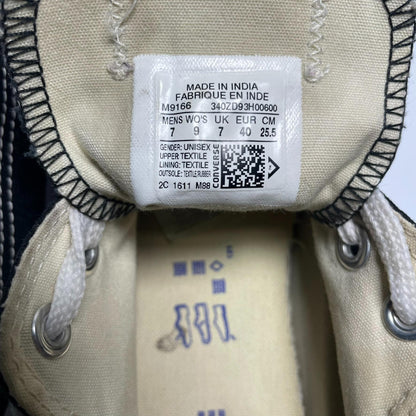 MADE IN INDIA
FABRIQUE EN INDE
M9166 340ZD93H00600
MENS WO'S UK EUR CM
7 9 7 40 25.5
GENDER: UNISEX
UPPER:TEXTILE
LINING: TEXTILE
OUTSOLE: TEXTILE,RUBBER
2C 1611 M88
CONVERSE